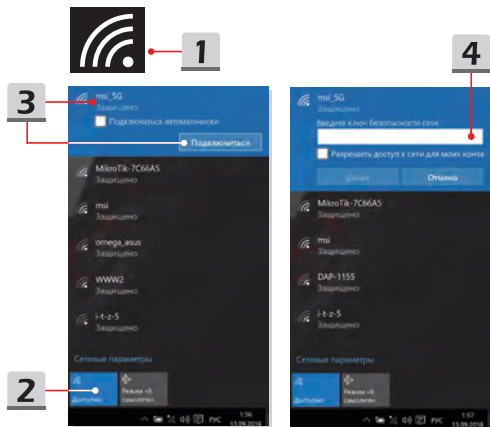 1
3
4
2
msi_5G
Защищено
Подключаться автоматически
Подключиться
MikroTik-7C66A5
Защищено
msi
Защищено
omega_asus
Защищено
WWW2
Защищено
i-t-z-5
Защищено
Сетевые параметры
Доступно
Режим «В
самолете»
РУС
1:56
13.09.2016
msi_5G
Защищено
Введите ключ безопасности сети
Разрешить доступ к сети для моих конта
Далее
Отмена
MikroTik-7C66A5
Защищено
msi
Защищено
DAP-1155
Защищено
i-t-z-5
Защищено
Сетевые параметры
Доступно
Режим «В
самолете»
РУС
1:57
13.09.2016